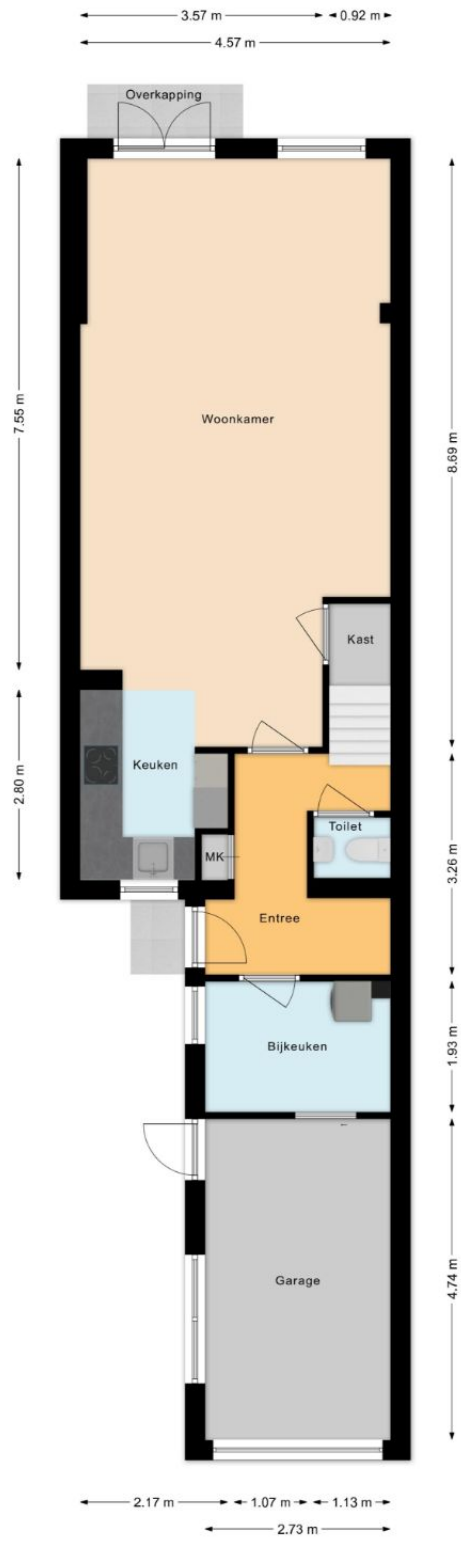 3.57 m
0.92 m
4.57 m
Overkapping
7.55 m
8.69 m
Woonkamer
Kast
Keuken
2.80 m
Toilet
MK
3.26 m
Entree
Bijkeuken
1.93 m
Garage
4.74 m
2.17 m
1.07 m
1.13 m
2.73 m